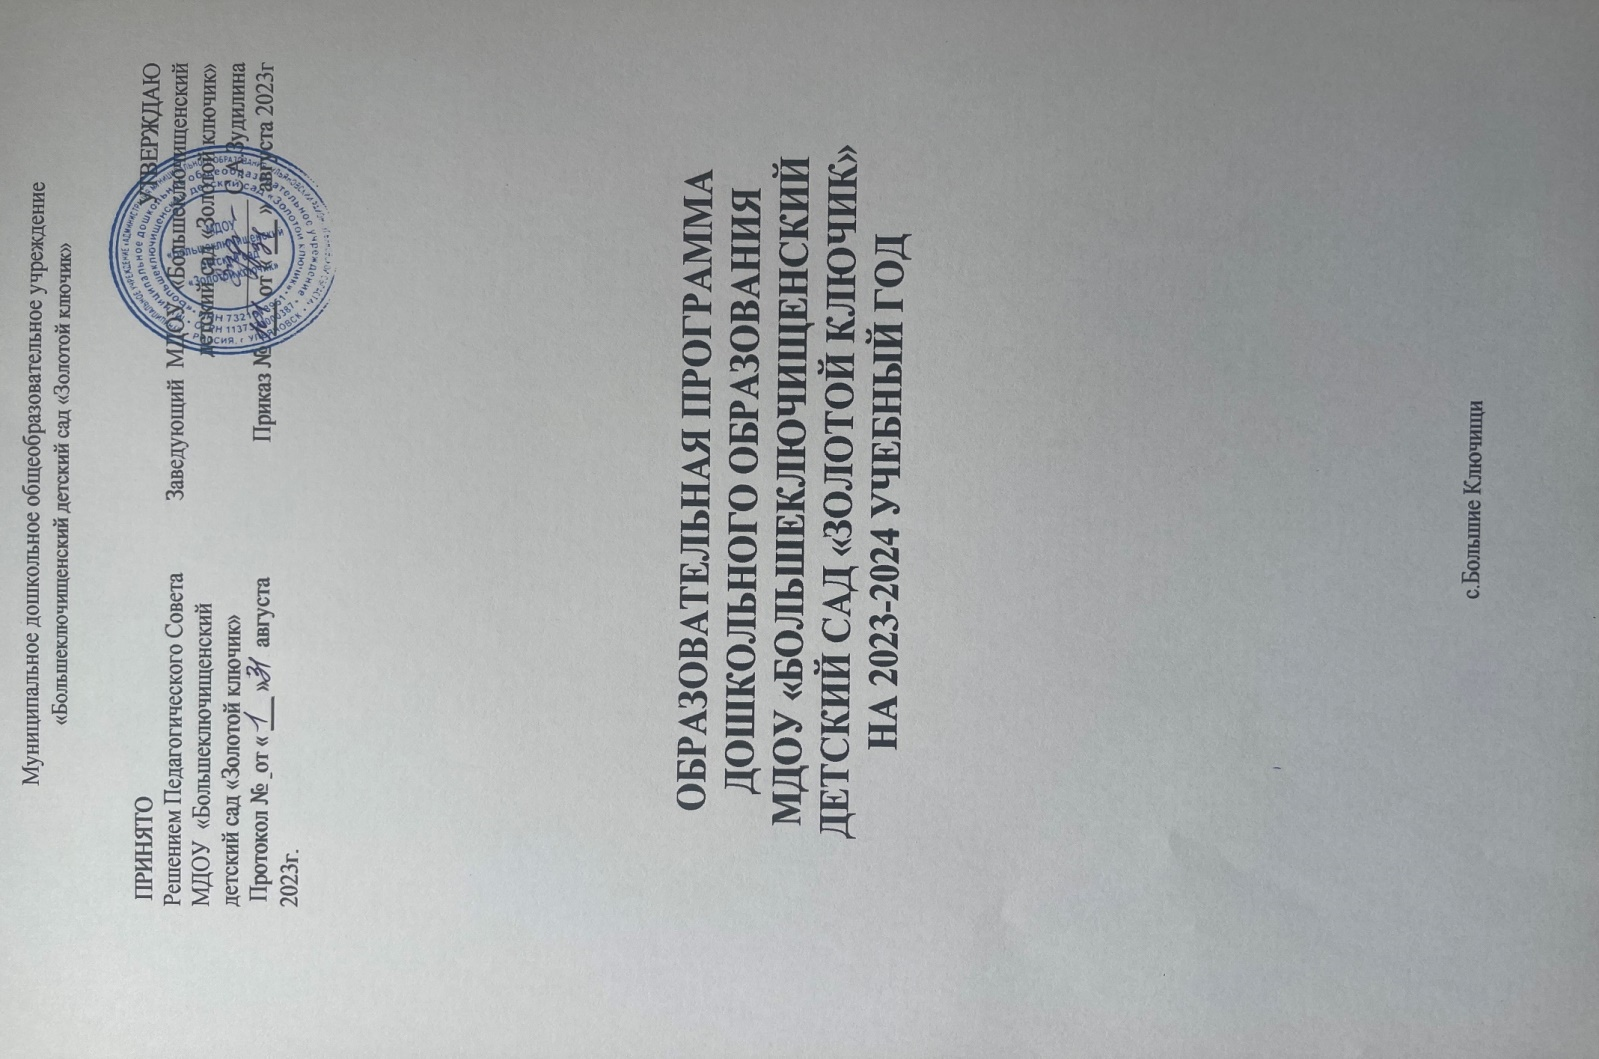 Муниципальное дошкольное общеобразовательное учреждение
«Большеключищенский детский сад «Золотой ключик»
ПРИНЯТО
Решением Педагогического Совета
МДОУ «Большеключищенский
детский сад «Золотой ключик»
Протокол №_от « 1 »31 августа
2023г.
УТВЕРЖДАЮ
Заведующий МДОУ «Большеключищенский
детский сад «Золотой ключик»
С.А.Зудилина
Приказ № от « » августа 2023г
ОБРАЗОВАТЕЛЬНАЯ ПРОГРАММА
ДОШКОЛЬНОГО ОБРАЗОВАНИЯ
МДОУ «БОЛЬШЕКЛЮЧИЩЕНСКИЙ
ДЕТСКИЙ САД «ЗОЛОТОЙ КЛЮЧИК»
НА 2023-2024 УЧЕБНЫЙ ГОД
с.Большие Ключищи